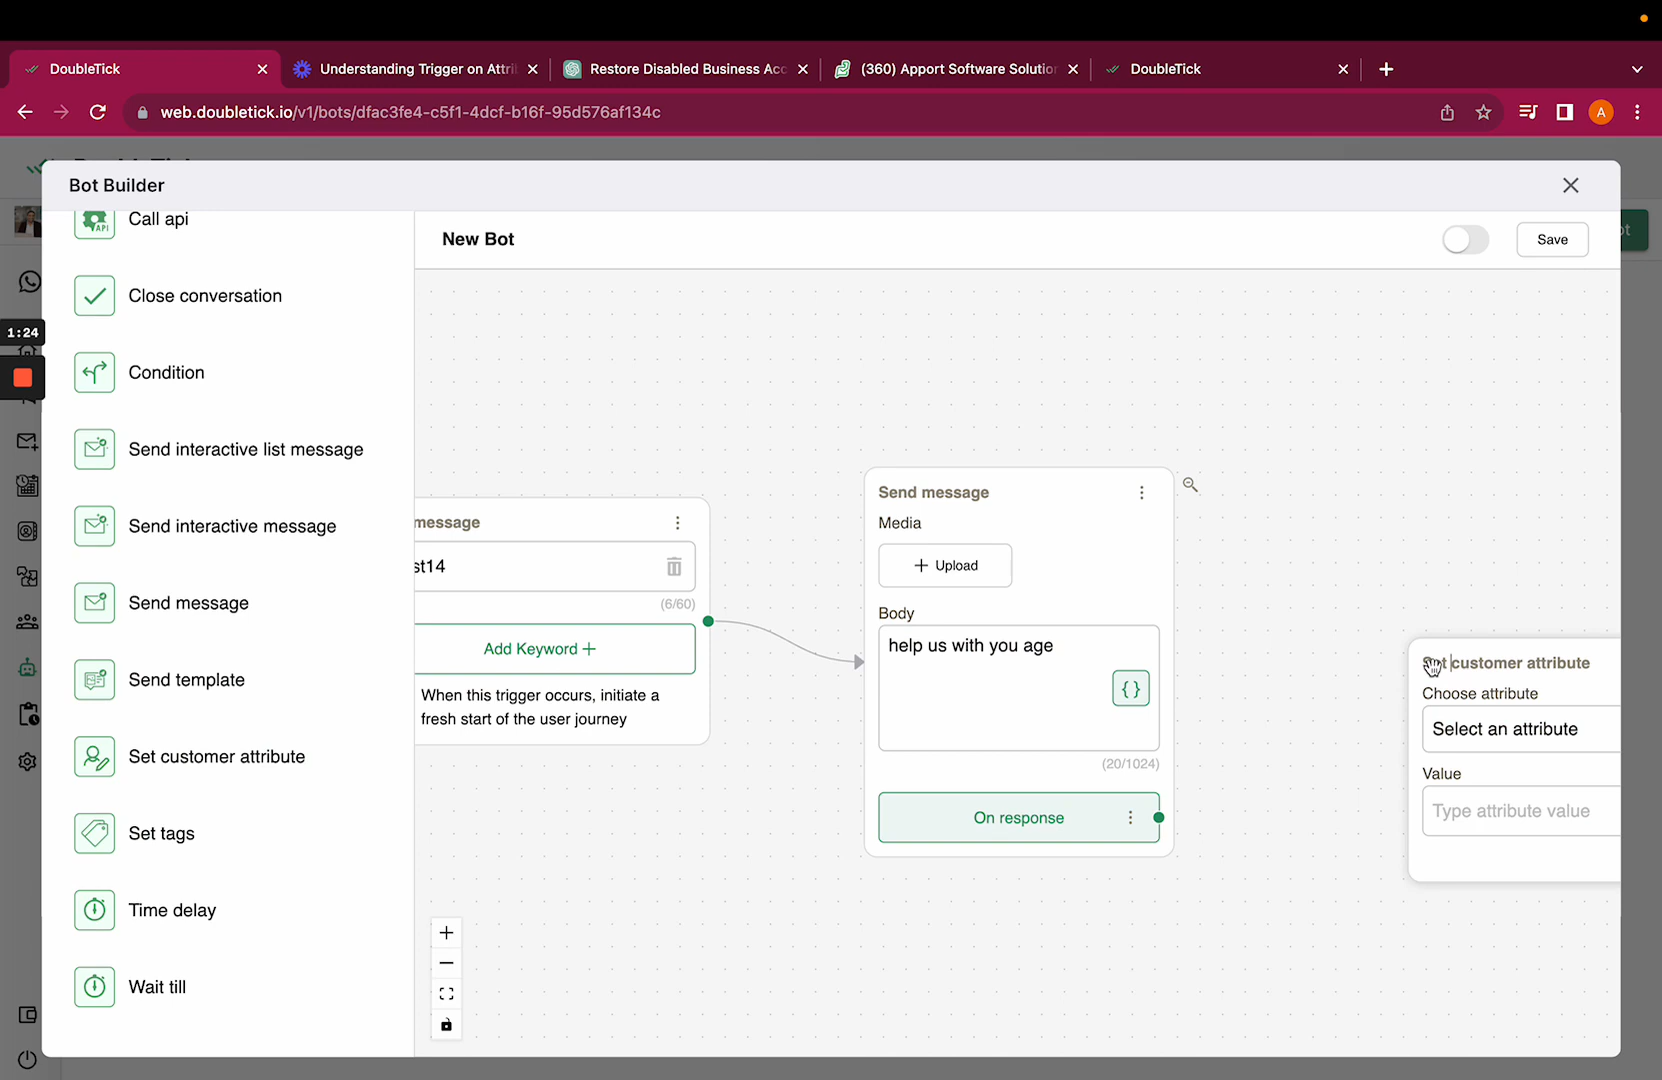 DoubleTick
Understanding Trigger on Attri
Restore Disabled Business Acc
(360) Apport Software Solution
DoubleTick
web.doubletick.io/v1/bots/dfac3fe4-c5f1-4dcf-b16f-95d576af134c
A
Bot Builder
Call api
New Bot
Save
Close conversation
1:24
Condition
Send interactive list message
Send interactive message
Send message
Send template
Set customer attribute
Set tags
Time delay
Wait till
message
st14
(6/60)
Add Keyword +
When this trigger occurs, initiate a
fresh start of the user journey
Send message
Media
+ Upload
Body
help us with you age
{ }
(20/1024)
On response
Set customer attribute
Choose attribute
Select an attribute
Value
Type attribute value